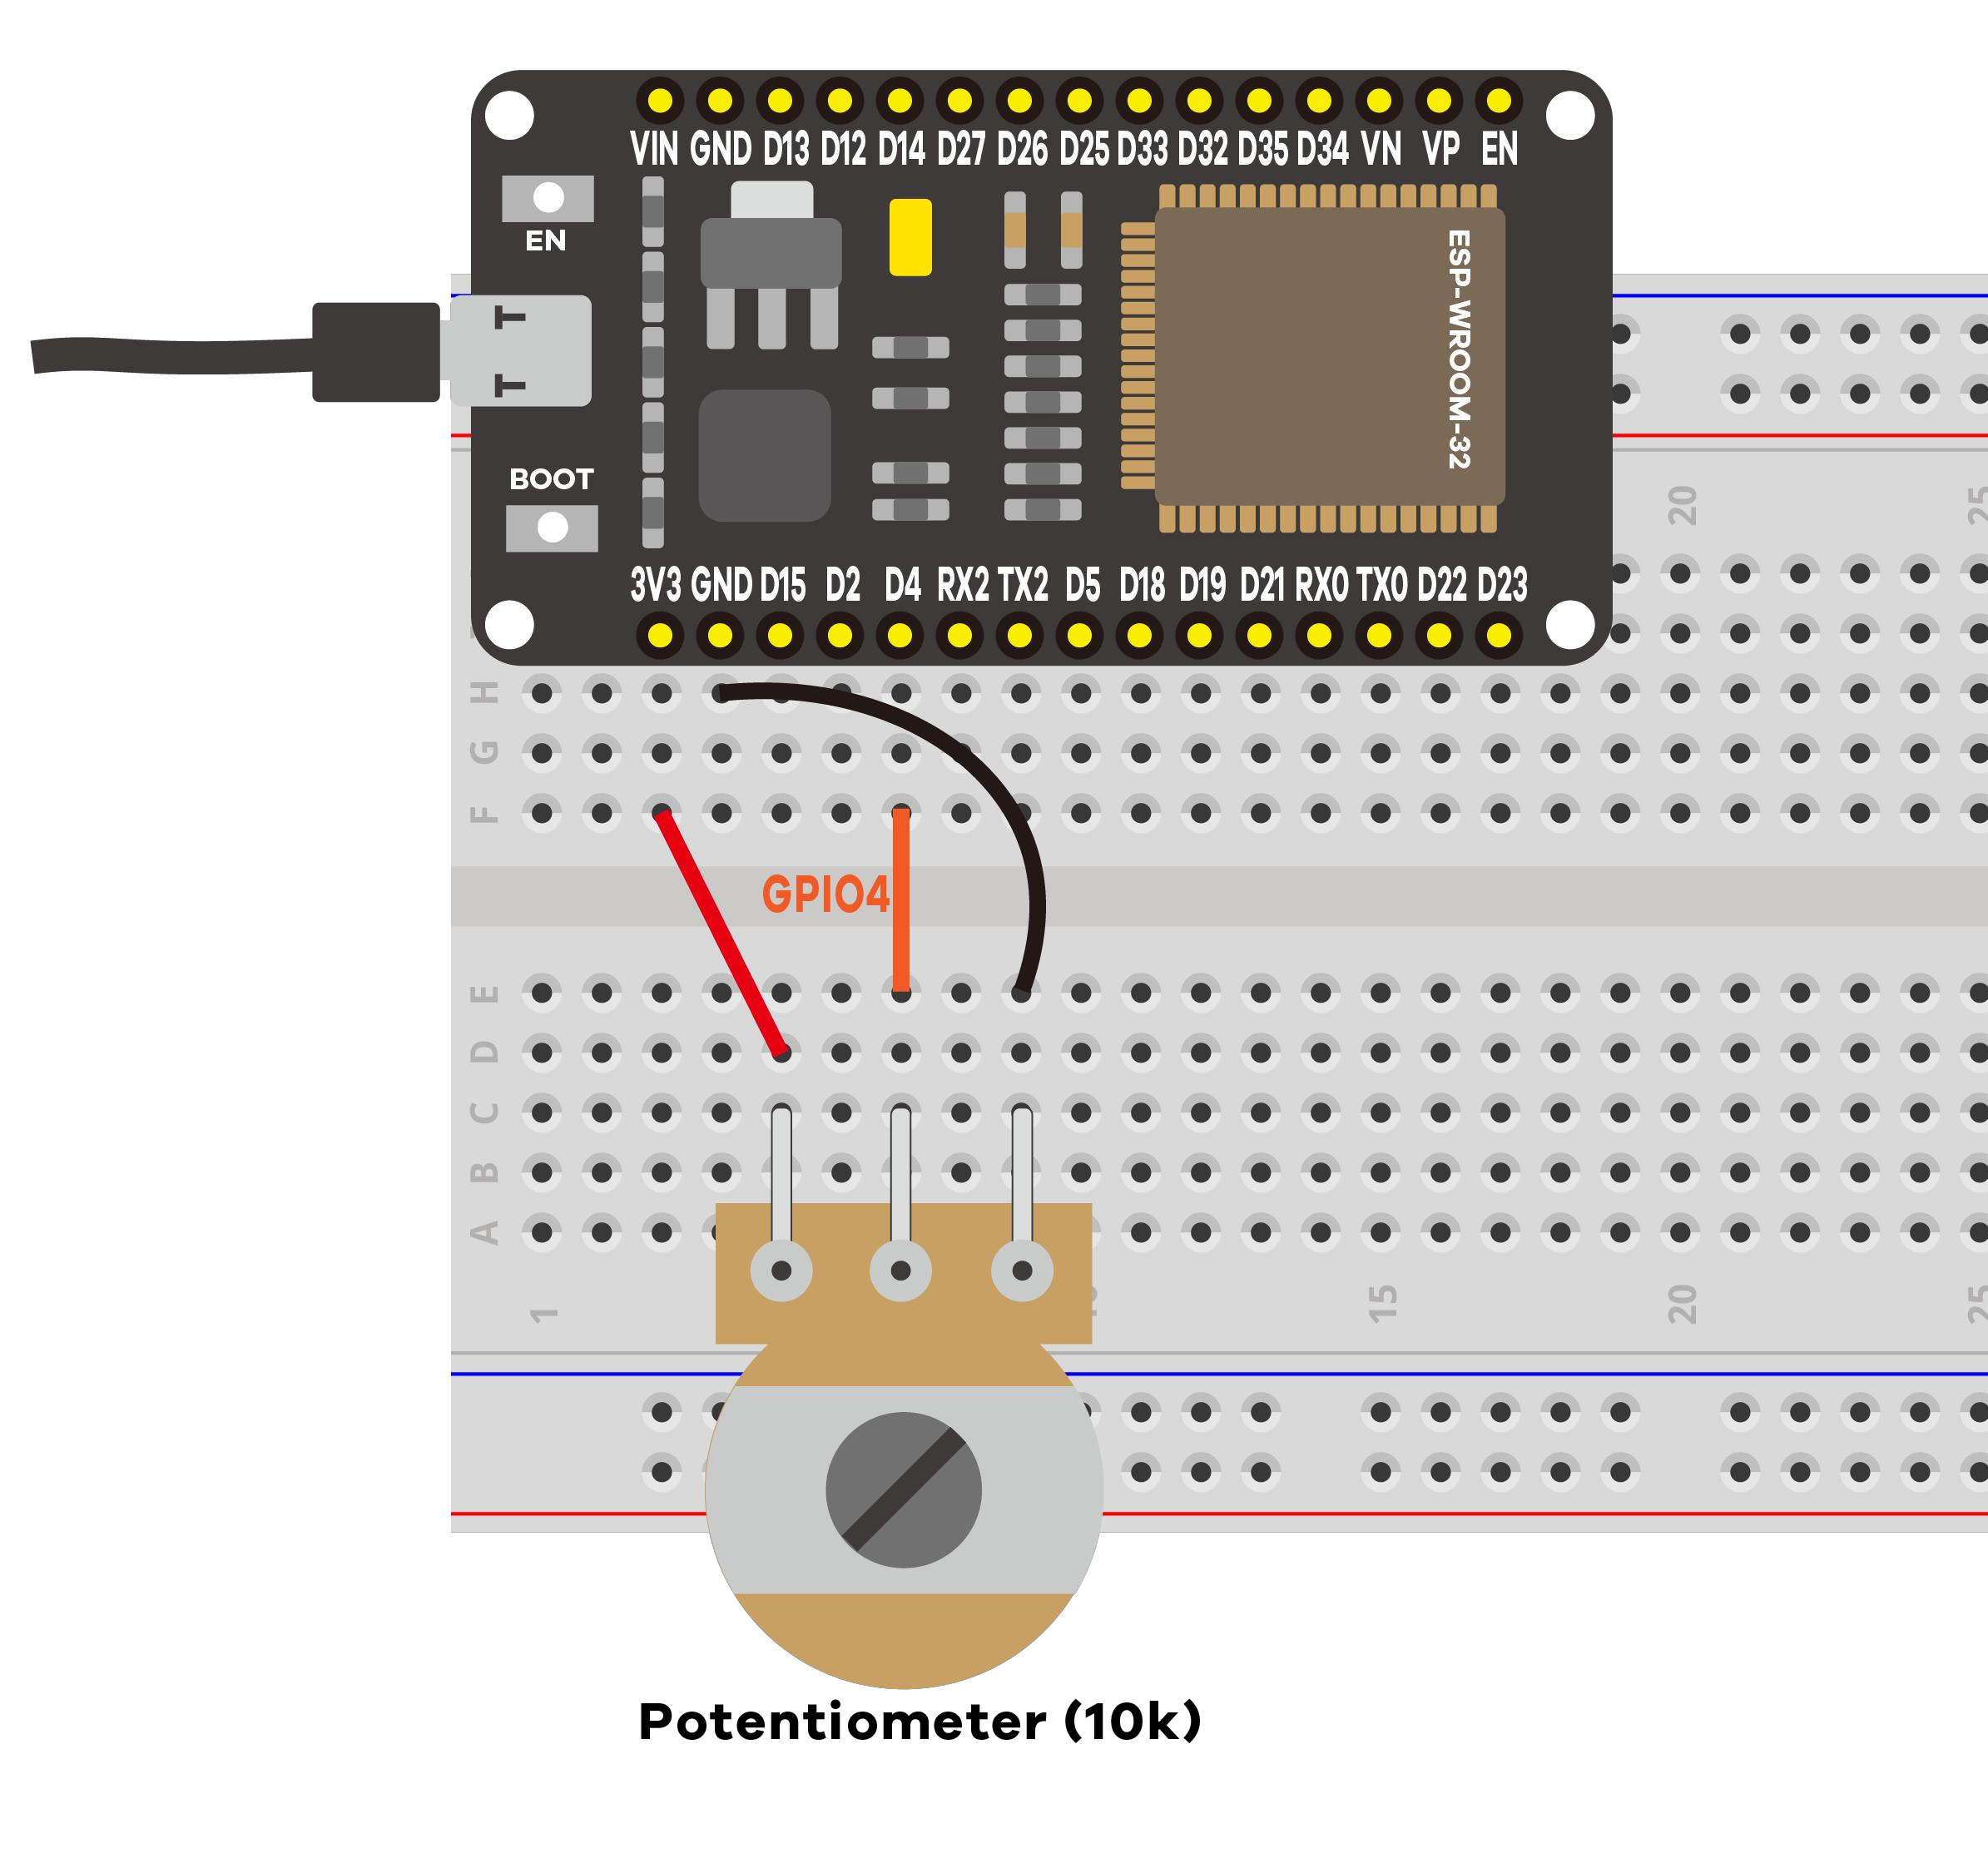 VIN GND D13 D12 D14 D27 D26 D25 D33 D32 D35 D34 VN VP EN
EN
ESP-WROOM-32
BOOT
20
25
3V3 GND D15 D2 D4 RX2 TX2 D5 D18 D19 D21 RX0 TX0 D22 D23
H
G
F
GPIO4
E
D
C
B
A
1
15
20
25
Potentiometer (10k)